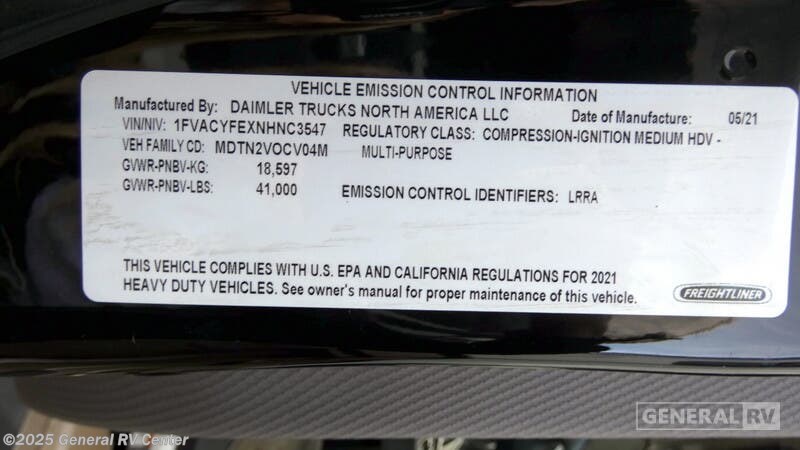 VEHICLE EMISSION CONTROL INFORMATION
Manufactured By: DAIMLER TRUCKS NORTH AMERICA LLC Date of Manufacture: 05/21
VIN/NIV: 1FVACYFEXNHNC3547 REGULATORY CLASS: COMPRESSION-IGNITION MEDIUM HDV -
VEH FAMILY CD: MDTN2VOCV04M MULTI-PURPOSE
GVWR-PNBV-KG: 18,597
GVWR-PNBV-LBS: 41,000 EMISSION CONTROL IDENTIFIERS: LRRA
THIS VEHICLE COMPLIES WITH U.S. EPA AND CALIFORNIA REGULATIONS FOR 2021
HEAVY DUTY VEHICLES. See owner's manual for proper maintenance of this vehicle.
FREIGHTLINER
GENERAL RV
©2025 General RV Center